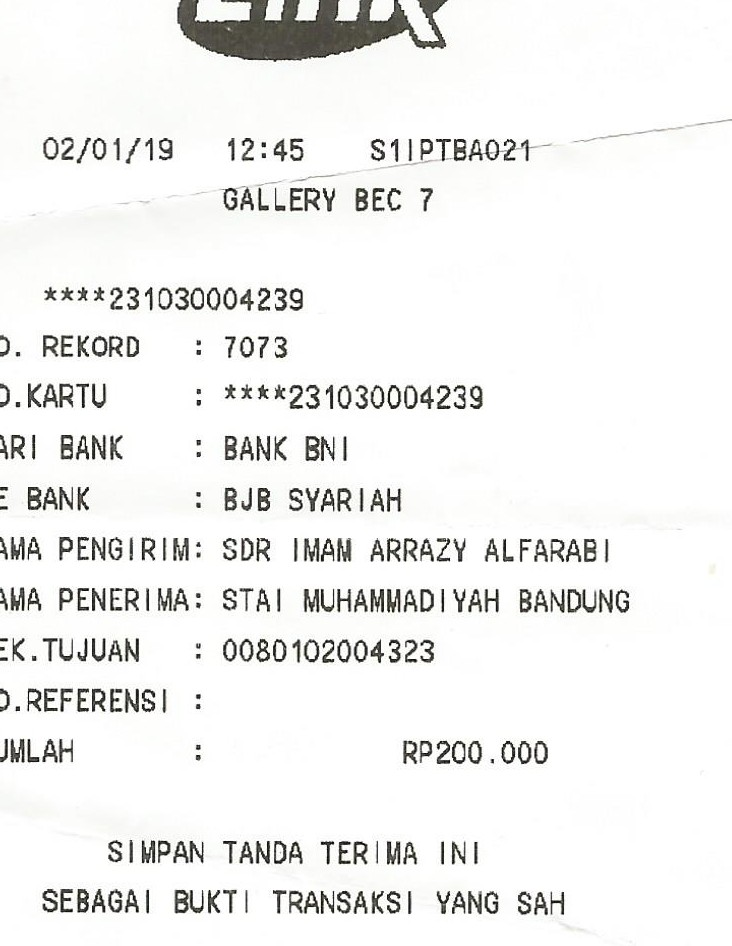 Link
02/01/19 12:45 S1IPTBA021
GALLERY BEC 7
****231030004239
O. REKORD : 7073
O.KARTU : ****231030004239
ARI BANK : BANK BNI
E BANK : BJB SYARIAH
AMA PENGIRIM: SDR IMAM ARRAZY ALFARABI
AMA PENERIMA: STAI MUHAMMADIYAH BANDUNG
EK.TUJUAN : 0080102004323
O.REFERENSI :
UMLAH : RP200.000
SIMPAN TANDA TERIMA INI
SEBAGAI BUKTI TRANSAKSI YANG SAH